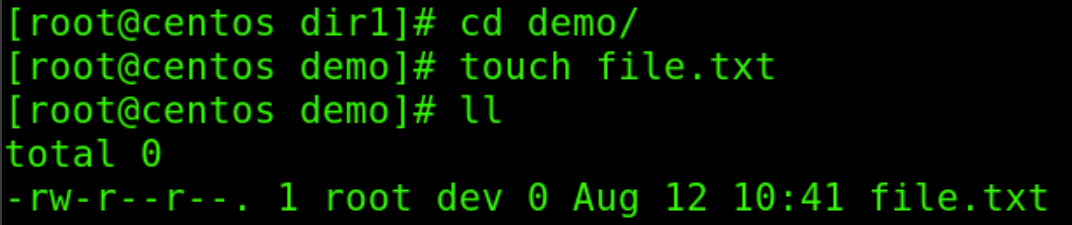 [root@centos dir1]# cd demo/
[root@centos demo]# touch file.txt
[root@centos demo]# ll
total 0
-rw-r--r--. 1 root dev 0 Aug 12 10:41 file.txt